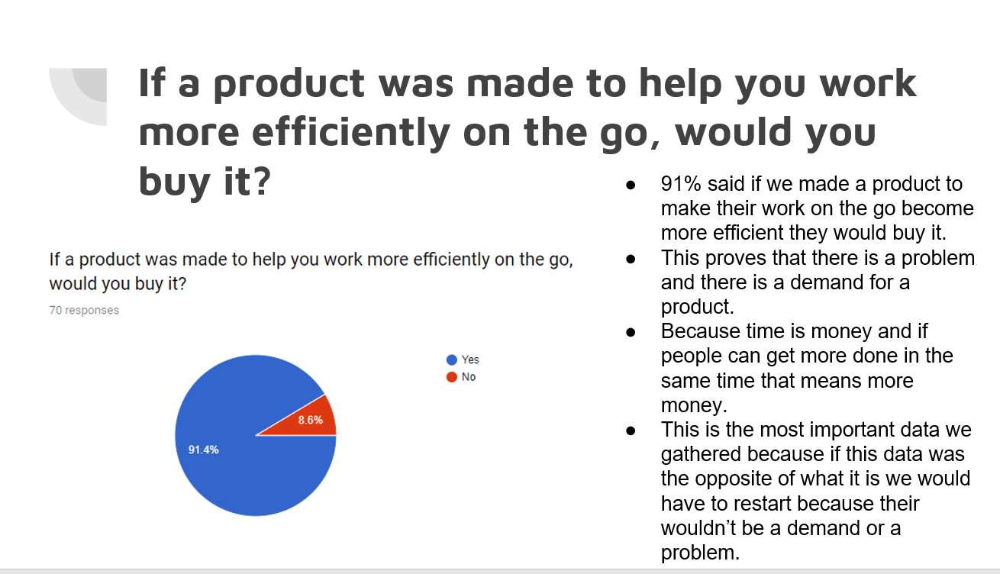 If a product was made to help you work
more efficiently on the go, would you
buy it?
If a product was made to help you work more efficiently on the go,
would you buy it?
70 responses
Yes
No
8.6%
91.4%
● 91% said if we made a product to
make their work on the go become
more efficient they would buy it.
● This proves that there is a problem
and there is a demand for a
product.
● Because time is money and if
people can get more done in the
same time that means more
money.
● This is the most important data we
gathered because if this data was
the opposite of what it is we would
have to restart because their
wouldn’t be a demand or a
problem.